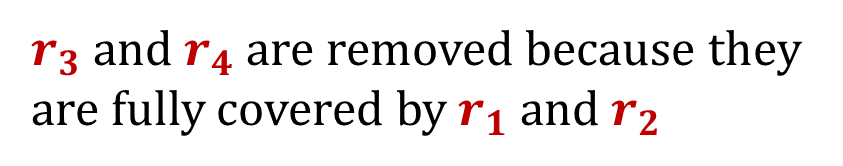 r₃ and r₄ are removed because they
are fully covered by r₁ and r₂